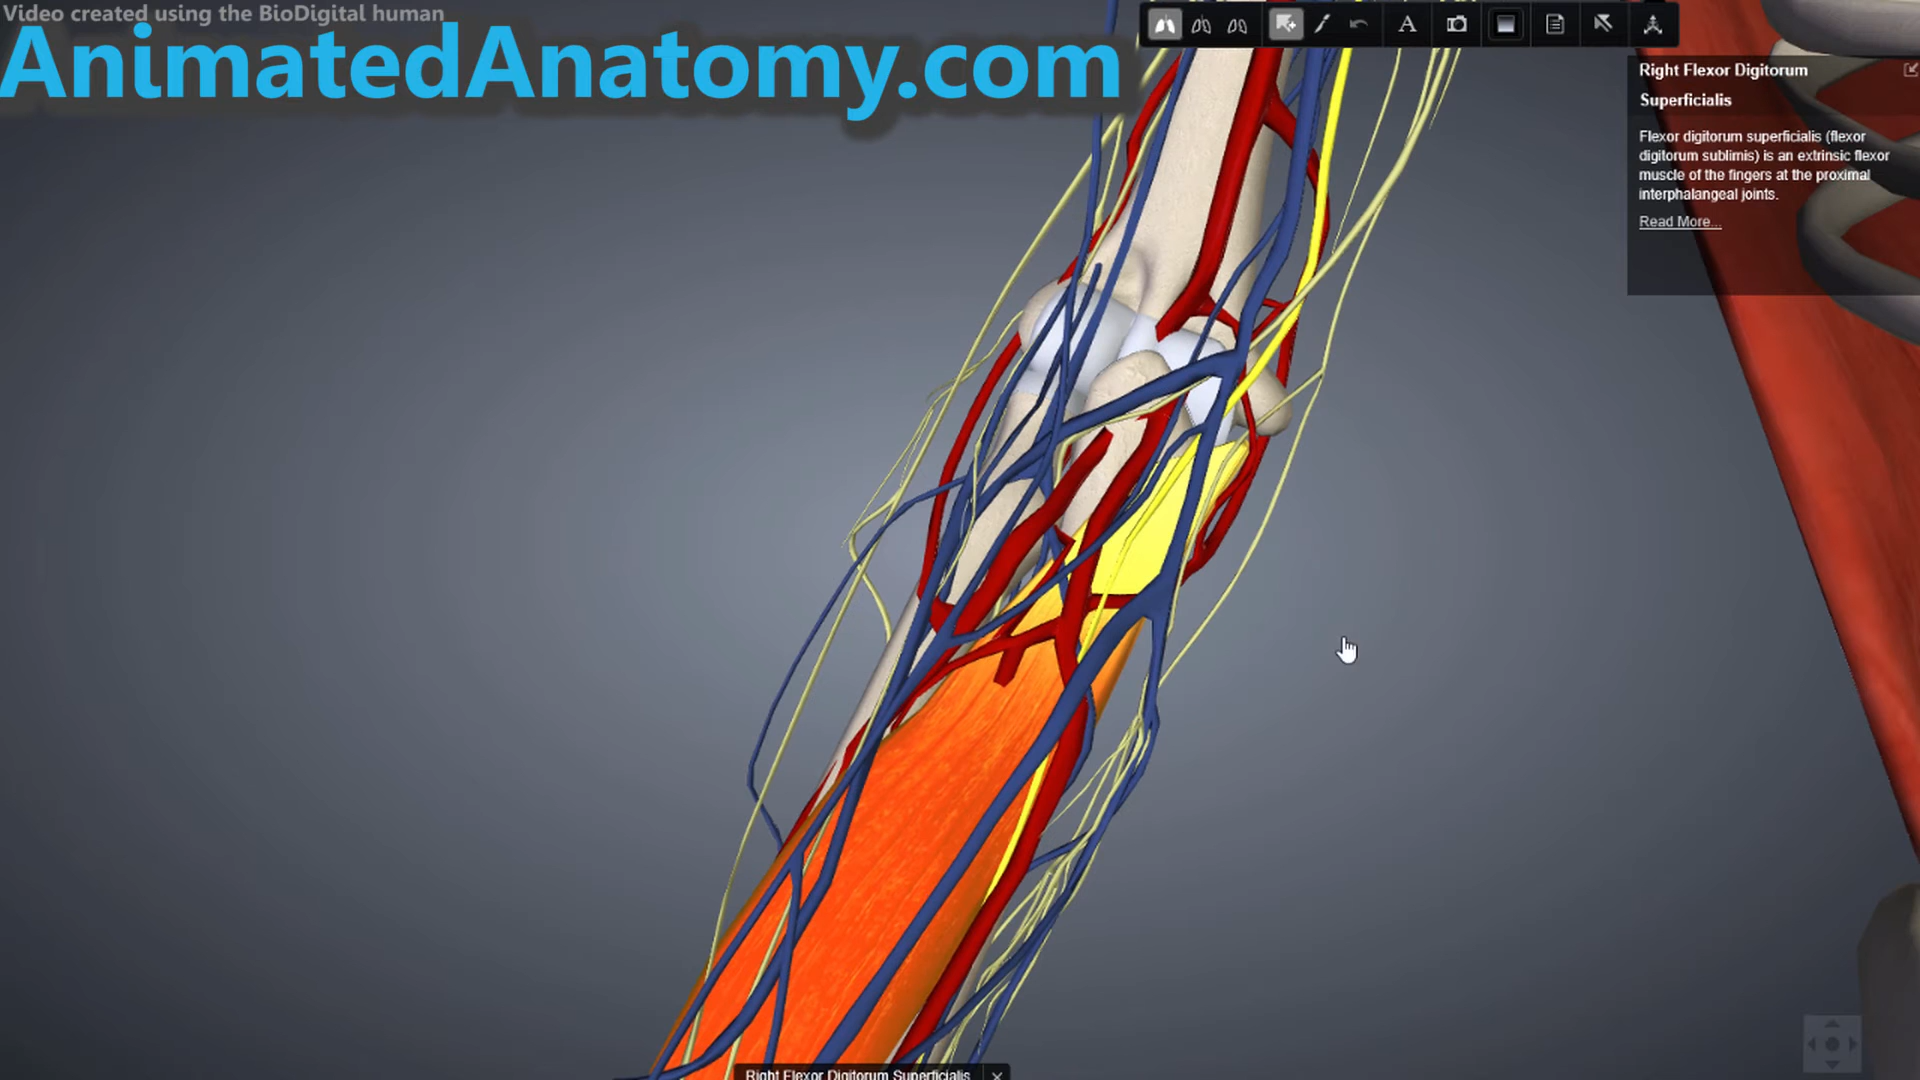 Video created using the BioDigital human
AnimatedAnatomy.com
A
Right Flexor Digitorum
Superficialis
Flexor digitorum superficialis (flexor
digitorum sublimis) is an extrinsic flexor
muscle of the fingers at the proximal
interphalangeal joints.
Read More...
Right Flexor Digitorum Superficialis